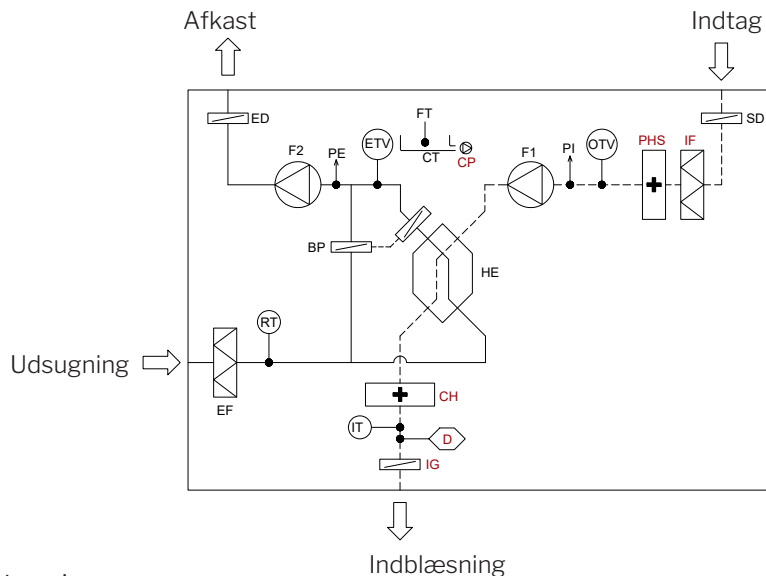 Afkast
Indtag
ED
SD
FT
F2
PE
ETV
CT
CP
F1
PI
OTV
PHS
IF
BP
HE
RT
Udsugning
EF
CH
IT
D
IG
Indblæsning